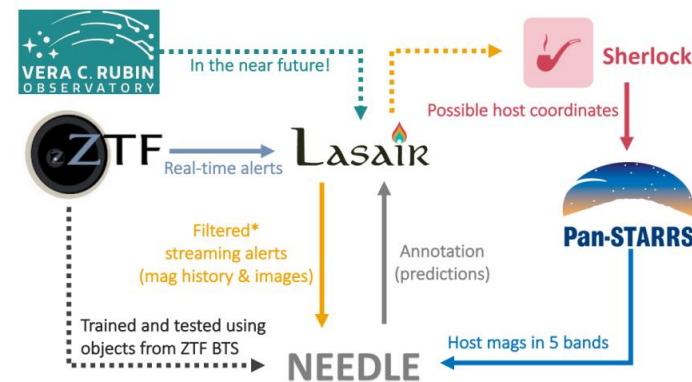 VERA C. RUBIN
OBSERVATORY
In the near future!
Sherlock
Possible host coordinates
ZTF
Real-time alerts
LASAIR
Filtered*
streaming alerts
(mag history & images)
Annotation
(predictions)
Pan-STARRS
Trained and tested using
objects from ZTF BTS
Host mags in 5 bands
NEEDLE